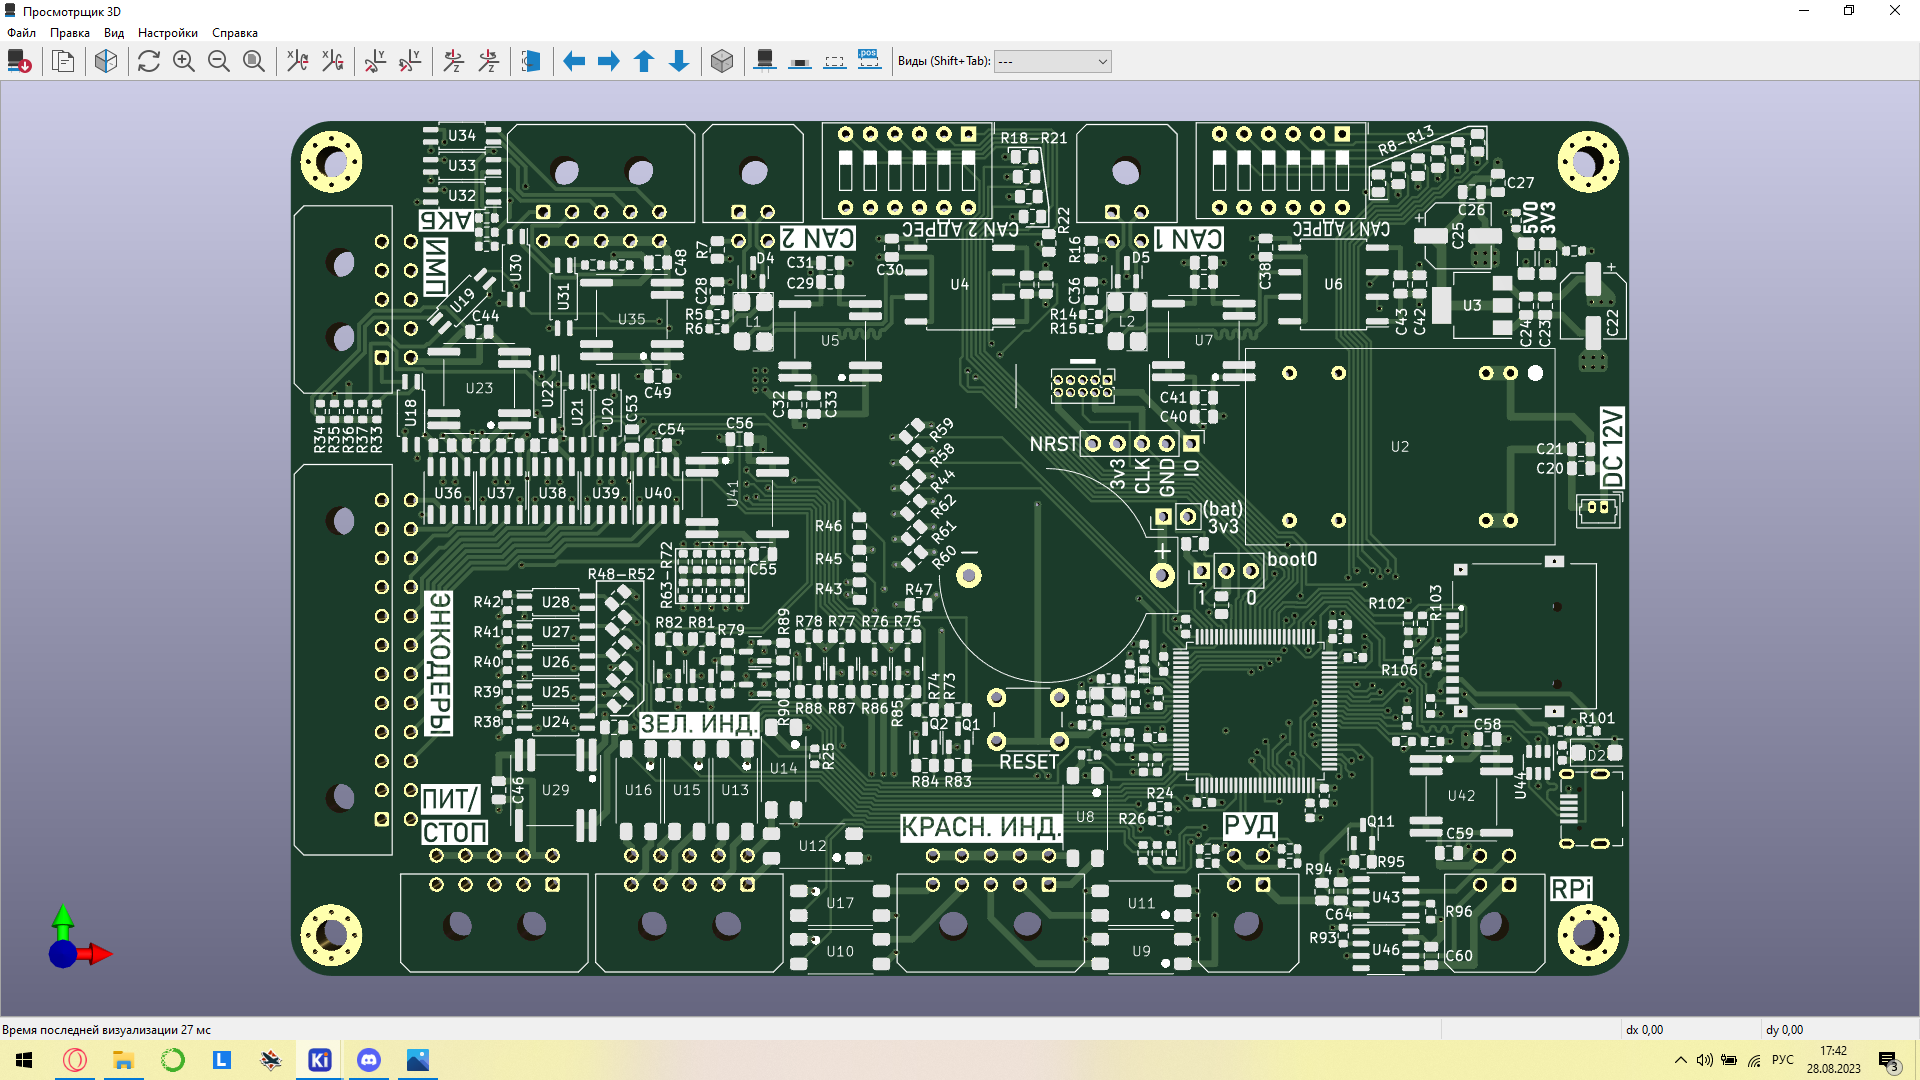 Просмотрщик 3D
Файл Правка Вид Настройки Справка
Виды (Shift+Tab): ---
U34
U33
U32
АКБ
ИМП
U30
U19
C44
U31
U35
C48
C49
U23
U18
U22
U21
U20
C53
C54
R34
R35
R36
R37
R33
U36 U37 U38 U39 U40
C56
U41
C55
R63-R72
CAN 2
R7
D4
C28
R5
R6
L1
C31
C29
U5
C32
C33
C30
CAN 2 АДРЕС
U4
R18-R21
R22
R16
D5
C36
R14
R15
L2
CAN 1
U7
C41
C40
C38
CAN 1 АДРЕС
U6
R8-R13
C27
C26
C25
5V0
3V3
C43
C42
U3
C24
C23
C22
U2
DC 12V
C21
C20
R59
R58
R44
R62
R61
R60
R46
R45
R43
R47
NRST
3v3
CLK
GND
IO
(bat)
3v3
boot0
1 0
ЭНКОДЕРЫ
R48-R52
R42 U28
R41 U27
R40 U26
R39 U25
R38 U24
R82 R81
R79
R89
R90
R78 R77 R76 R75
R88 R87 R86
R85
R74
R73
Q2 Q1
R84 R83
RESET
R102
R103
R106
C58
R101
D2
U44
U42
C59
ЗЕЛ. ИНД.
U14
R25
C46
U29
U16 U15 U13
U12
ПИТ/
СТОП
КРАСН. ИНД.
U8
R24
R26
РУД
Q11
R95
R94
C64
R93
U43
U46
R96
C60
RPi
U17
U10
U11
U9
Время последней визуализации 27 мс
dx 0,00
dy 0,00
L
Ki
РУС
17:42
28.08.2023
3